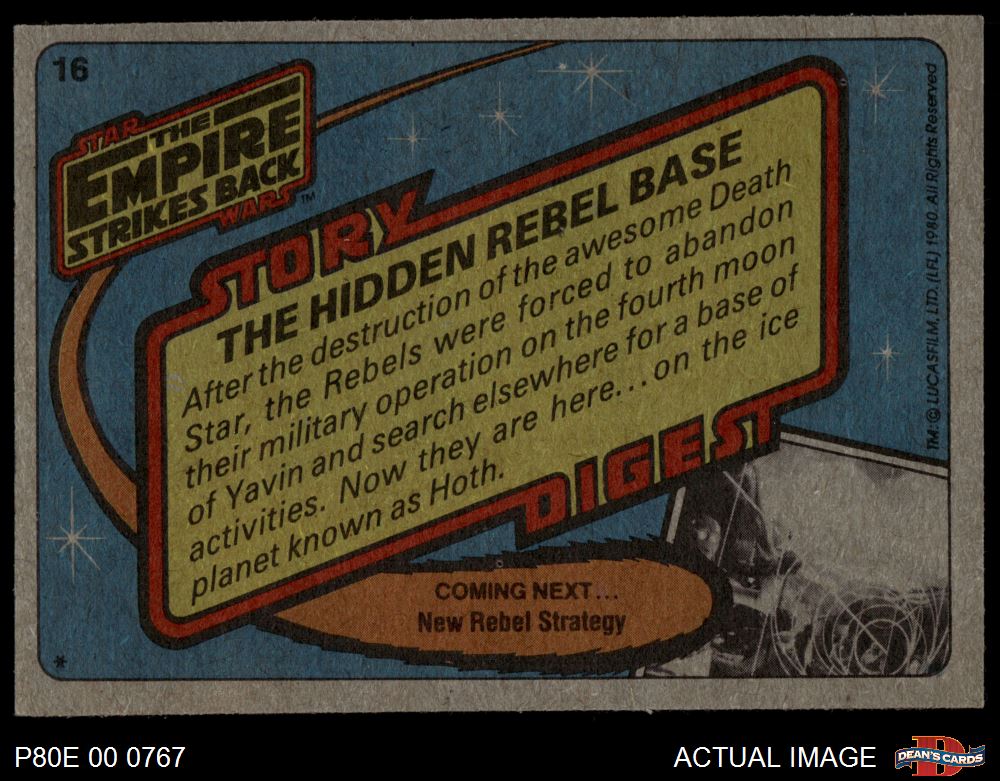 16
STAR
THE
EMPIRE
STRIKES BACK
WARS™
STORY
THE HIDDEN REBEL BASE
After the destruction of the awesome Death
Star, the Rebels were forced to abandon
their military operation on the fourth moon
of Yavin and search elsewhere for a base of
activities. Now they are here...on the ice
planet known as Hoth.
DIGEST
COMING NEXT...
New Rebel Strategy
*
TM: © LUCASFILM, LTD. (LFL) 1980. All Rights Reserved
P80E 00 0767
ACTUAL IMAGE
D
DEAN'S CARDS